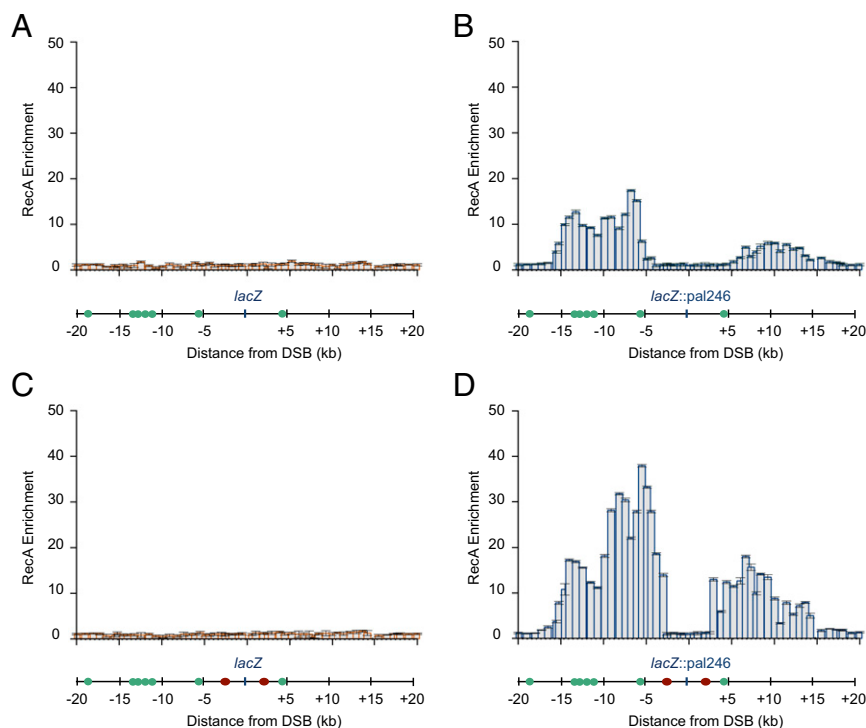 A
RecA Enrichment
50
40
30
20
10
0
lacZ
-20 -15 -10 -5 +5 +10 +15 +20
Distance from DSB (kb)
B
RecA Enrichment
50
40
30
20
10
0
lacZ::pal246
-20 -15 -10 -5 +5 +10 +15 +20
Distance from DSB (kb)
C
RecA Enrichment
50
40
30
20
10
0
lacZ
-20 -15 -10 -5 +5 +10 +15 +20
Distance from DSB (kb)
D
RecA Enrichment
50
40
30
20
10
0
lacZ::pal246
-20 -15 -10 -5 +5 +10 +15 +20
Distance from DSB (kb)